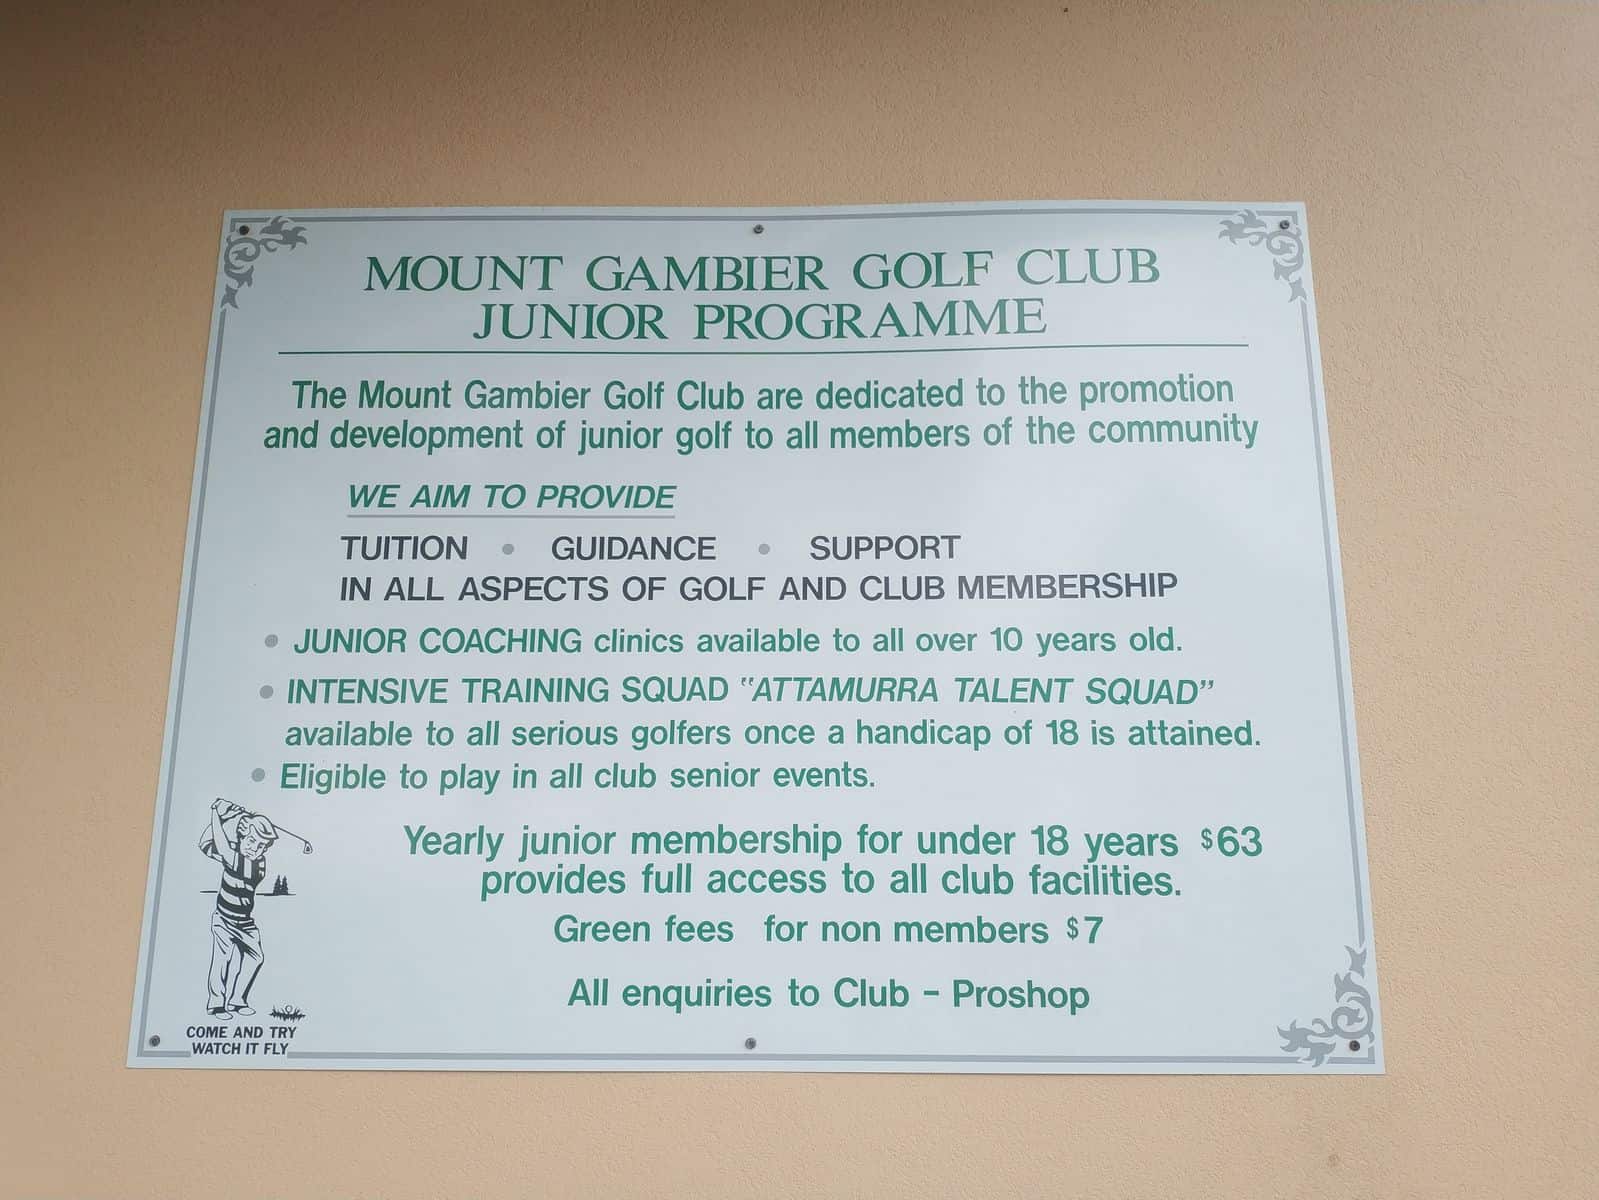 MOUNT GAMBIER GOLF CLUB
JUNIOR PROGRAMME
The Mount Gambier Golf Club are dedicated to the promotion
and development of junior golf to all members of the community
WE AIM TO PROVIDE
TUITION • GUIDANCE • SUPPORT
IN ALL ASPECTS OF GOLF AND CLUB MEMBERSHIP
• JUNIOR COACHING clinics available to all over 10 years old.
• INTENSIVE TRAINING SQUAD "ATTAMURRA TALENT SQUAD"
available to all serious golfers once a handicap of 18 is attained.
• Eligible to play in all club senior events.
Yearly junior membership for under 18 years $63
provides full access to all club facilities.
Green fees for non members $7
All enquiries to Club - Proshop
COME AND TRY
WATCH IT FLY